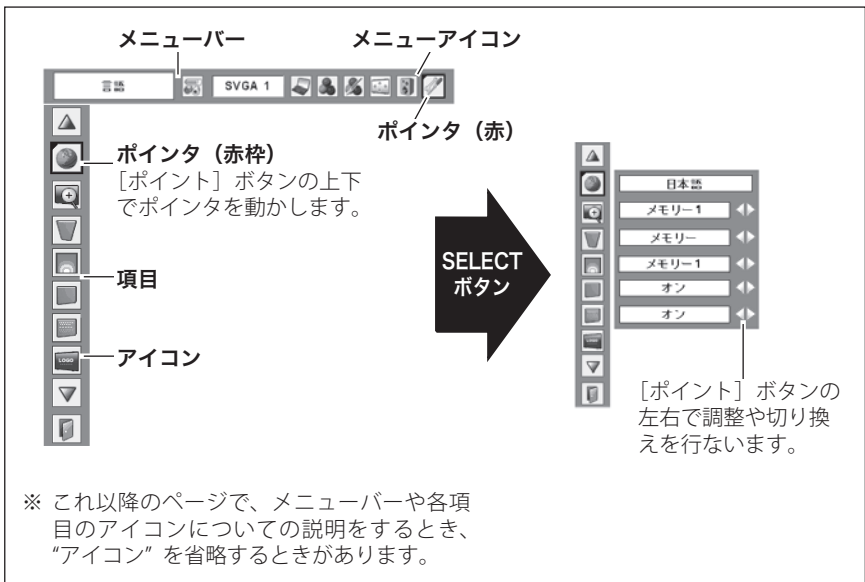 メニューバー
メニューアイコン
言語
SVGA 1
ポインタ（赤）
ポインタ（赤枠）
［ポイント］ボタンの上下
でポインタを動かします。
項目
アイコン
LOGO
SELECT
ボタン
日本語
メモリー1
メモリー
メモリー1
オン
オン
［ポイント］ボタンの
左右で調整や切り換
えを行ないます。
※ これ以降のページで、メニューバーや各項
目のアイコンについての説明をするとき、
“アイコン” を省略するときがあります。